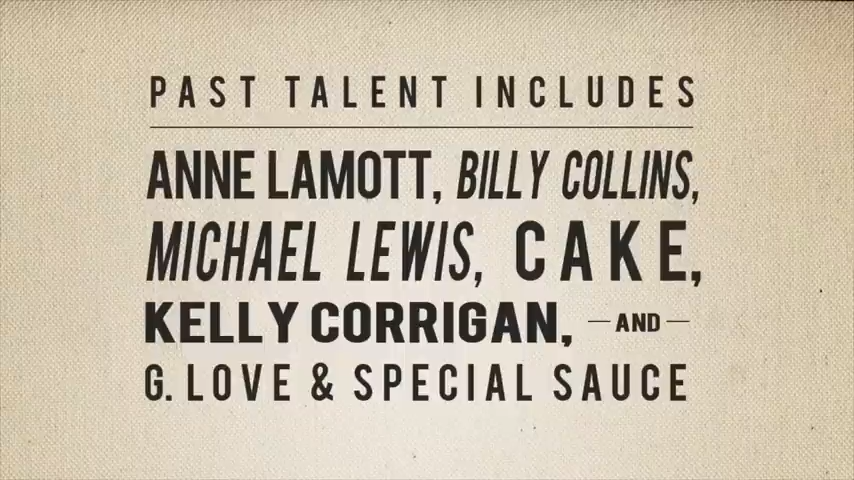 PAST TALENT INCLUDES
ANNE LAMOTT, BILLY COLLINS,
MICHAEL LEWIS, CAKE,
KELLY CORRIGAN, — AND —
G. LOVE & SPECIAL SAUCE